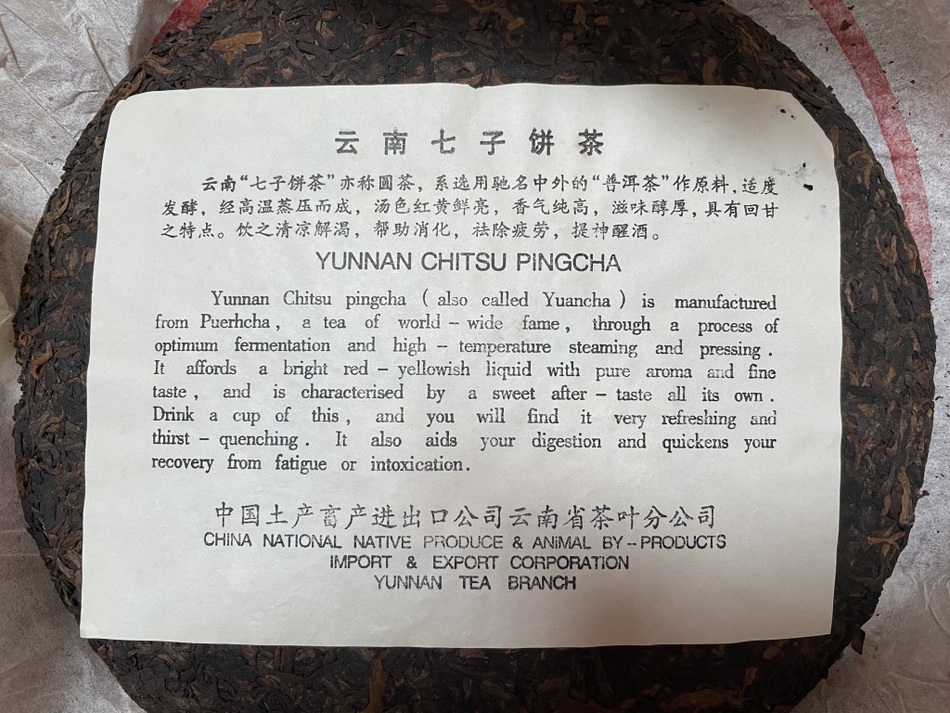 云南七子饼茶
云南“七子饼茶”亦称圆茶，系选用驰名中外的“普洱茶”作原料，适度
发酵，经高温蒸压而成，汤色红黄鲜亮，香气纯高，滋味醇厚，具有回甘
之特点。饮之清凉解渴，帮助消化，祛除疲劳，提神醒酒。
YUNNAN CHITSU PINGCHA
Yunnan Chitsu pingcha ( also called Yuancha ) is manufactured
from Puerhcha , a tea of world – wide fame , through a process of
optimum fermentation and high – temperature steaming and pressing .
It affords a bright red – yellowish liquid with pure aroma and fine
taste , and is characterised by a sweet after – taste all its own .
Drink a cup of this , and you will find it very refreshing and
thirst – quenching . It also aids your digestion and quickens your
recovery from fatigue or intoxication .
中国土产畜产进出口公司云南省茶叶分公司
CHINA NATIONAL NATIVE PRODUCE & ANIMAL BY--PRODUCTS
IMPORT & EXPORT CORPORATION
YUNNAN TEA BRANCH